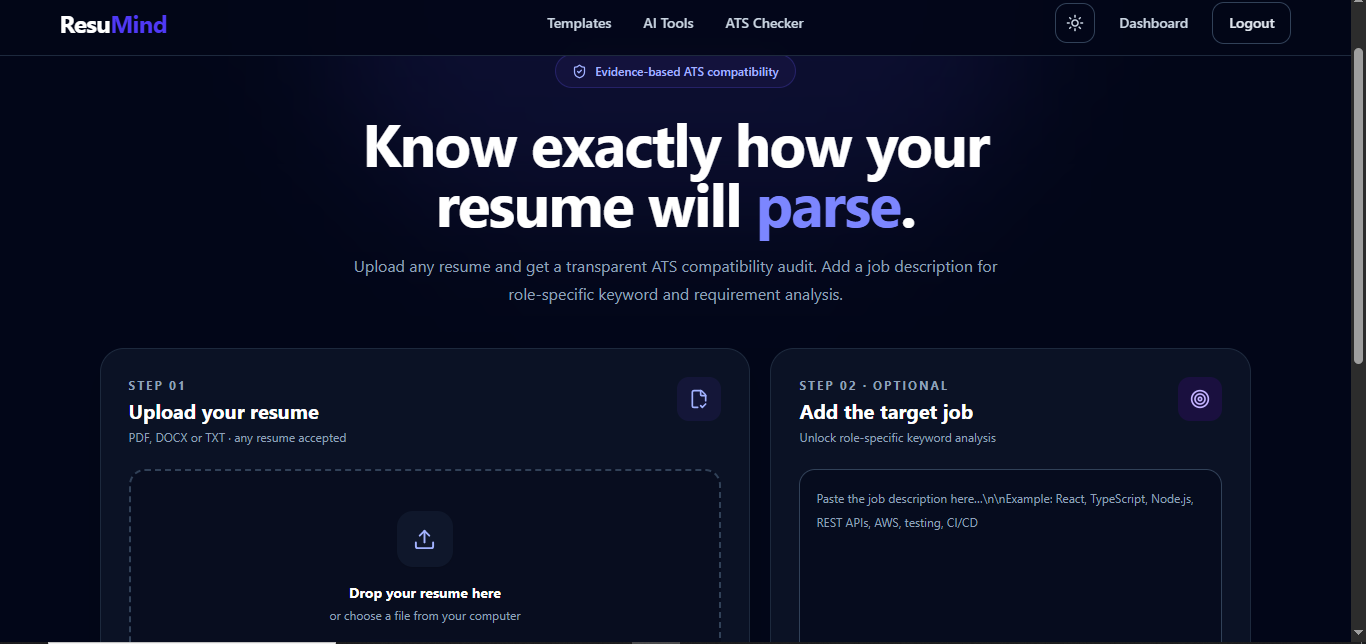 ResuMind
Templates
AI Tools
ATS Checker
Dashboard
Logout
Evidence-based ATS compatibility
Know exactly how your
resume will parse.
Upload any resume and get a transparent ATS compatibility audit. Add a job description for
role-specific keyword and requirement analysis.
STEP 01
Upload your resume
PDF, DOCX or TXT · any resume accepted
Drop your resume here
or choose a file from your computer
STEP 02 · OPTIONAL
Add the target job
Unlock role-specific keyword analysis
Paste the job description here...\n\nExample: React, TypeScript, Node.js,
REST APIs, AWS, testing, CI/CD